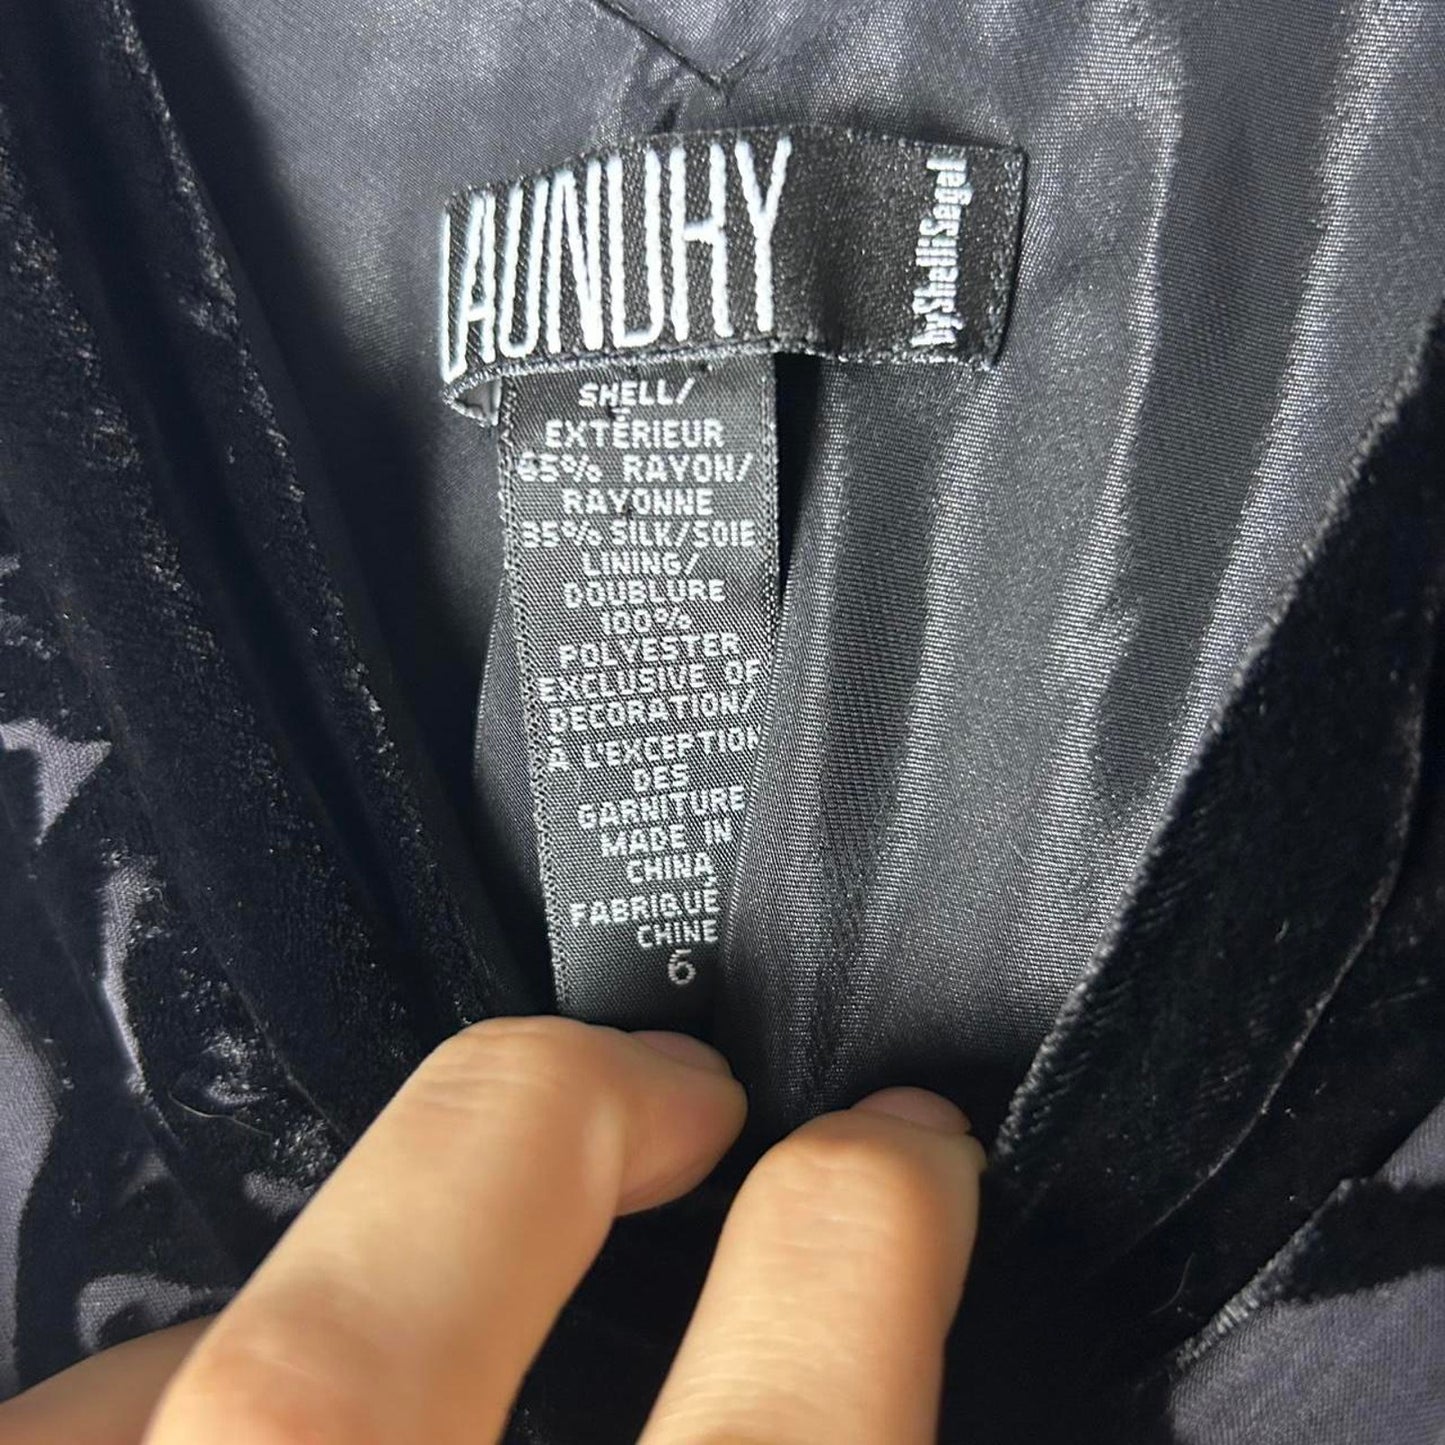 LAUNDRY
by Shelli Segal
SHELL/
EXTÉRIEUR
65% RAYON/
RAYONNE
35% SILK/SOIE
LINING/
DOUBLURE
100%
POLYESTER
EXCLUSIVE OF
DECORATION/
À L'EXCEPTION
DES
GARNITURE
MADE IN
CHINA
FABRIQUÉ
CHINE
6